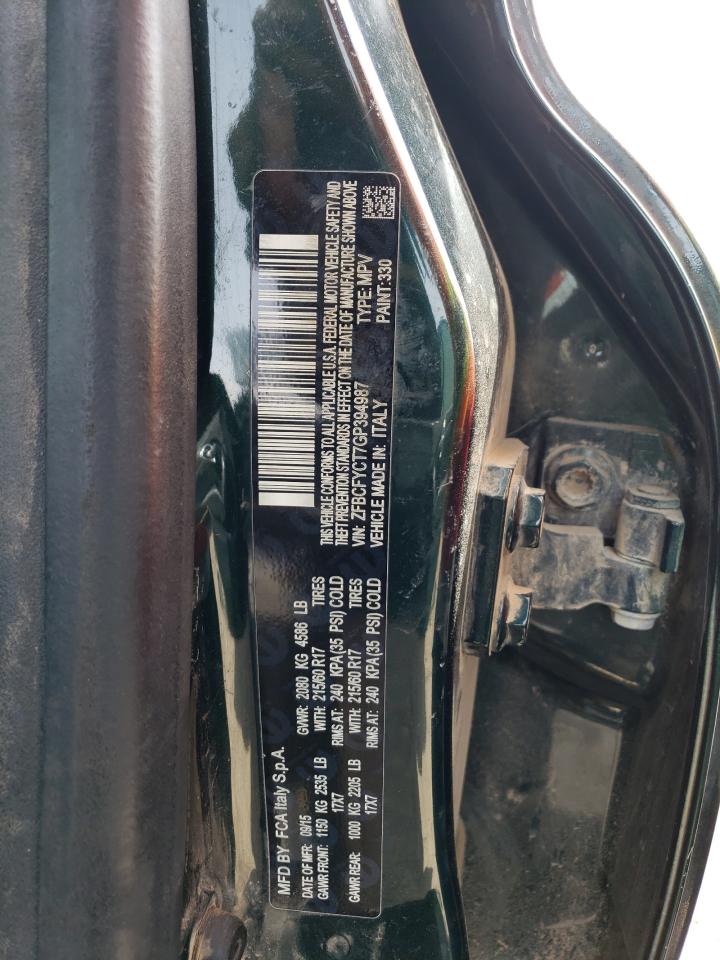 MFD BY FCA Italy S.p.A.
DATE OF MFR: 09/15 GVWR: 2080 KG 4586 LB
GAWR FRONT: 1150 KG 2535 LB WITH: 215/60 R17 TIRES
17X7 RIMS AT: 240 KPA(35 PSI) COLD
GAWR REAR: 1000 KG 2205 LB WITH: 215/60 R17 TIRES
17X7 RIMS AT: 240 KPA(35 PSI) COLD
THIS VEHICLE CONFORMS TO ALL APPLICABLE U.S.A. FEDERAL MOTOR VEHICLE SAFETY AND
THEFT PREVENTION STANDARDS IN EFFECT ON THE DATE OF MANUFACTURE SHOWN ABOVE
VIN: ZFBCFYCT7GP394987 TYPE: MPV
VEHICLE MADE IN: ITALY PAINT: 330